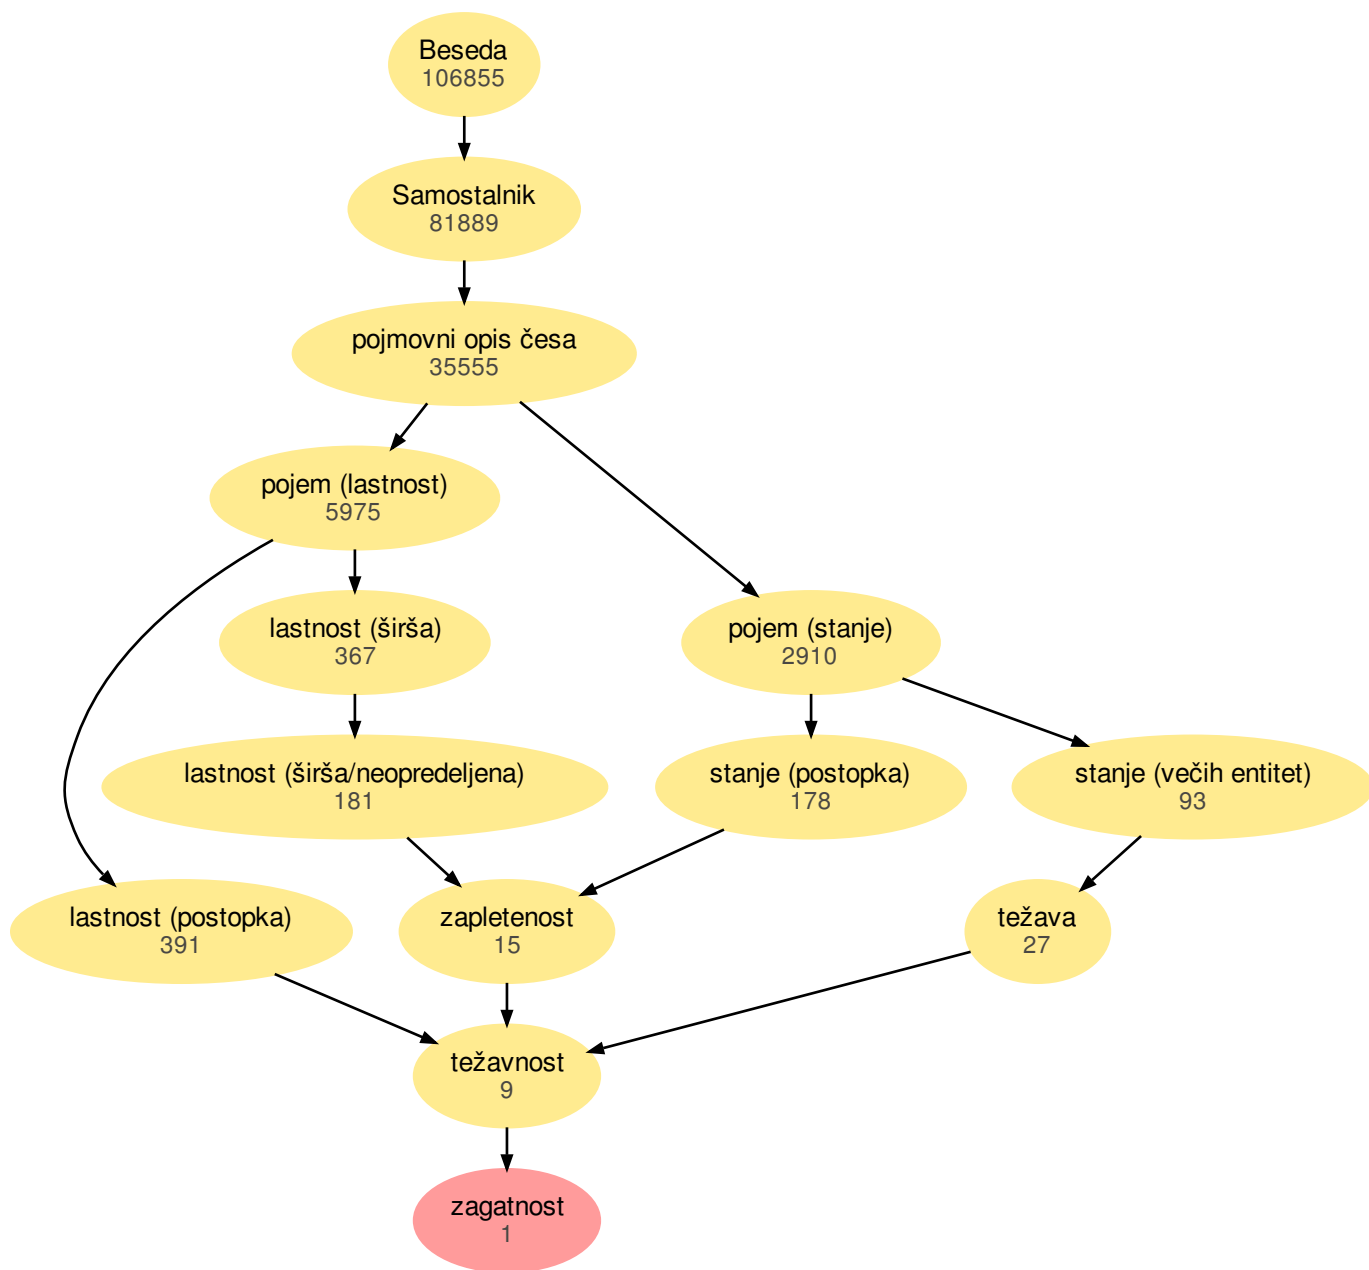 Beseda
106855
Samostalnik
81889
pojmovni opis česa
35555
pojem (lastnost)
5975
lastnost (širša)
367
pojem (stanje)
2910
lastnost (širša/neopredeljena)
181
stanje (postopka)
178
stanje (večih entitet)
93
lastnost (postopka)
391
zapletenost
15
težava
27
težavnost
9
zagatnost
1